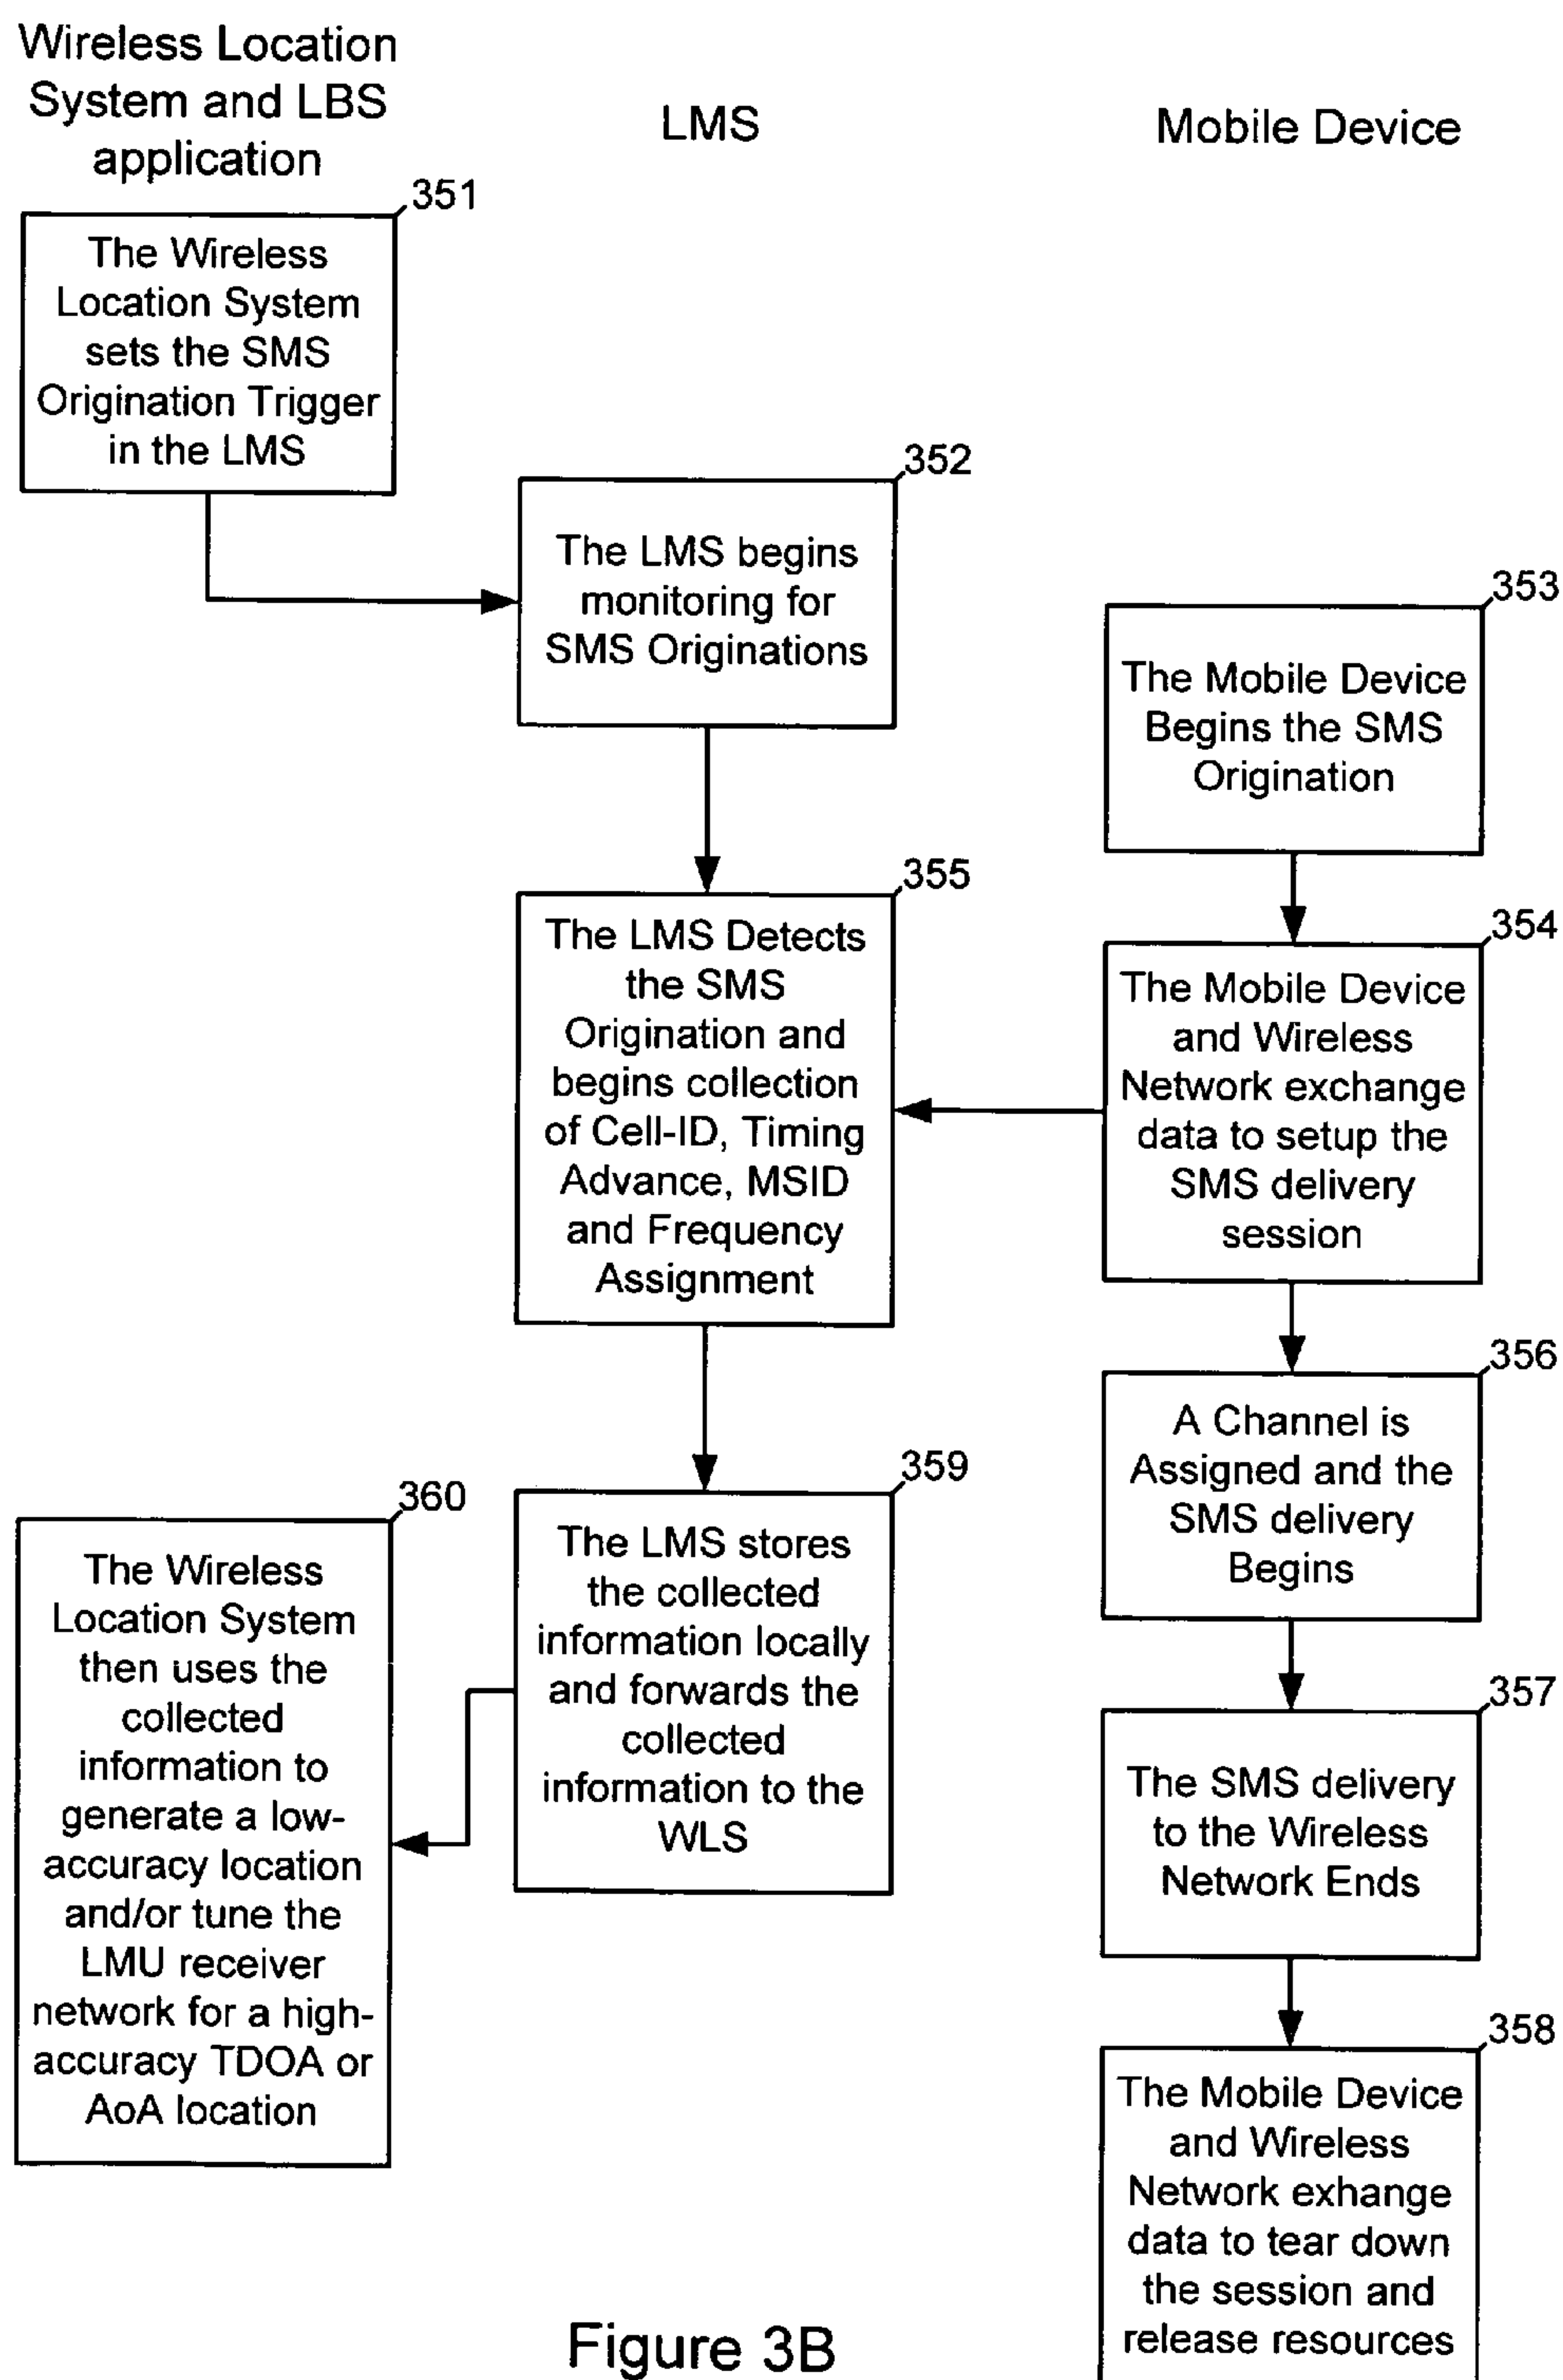 Wireless Location
System and LBS
application
LMS
Mobile Device
351
The Wireless
Location System
sets the SMS
Origination Trigger
in the LMS
352
The LMS begins
monitoring for
SMS Originations
353
The Mobile Device
Begins the SMS
Origination
354
The Mobile Device
and Wireless
Network exchange
data to setup the
SMS delivery
session
355
The LMS Detects
the SMS
Origination and
begins collection
of Cell-ID, Timing
Advance, MSID
and Frequency
Assignment
356
A Channel is
Assigned and the
SMS delivery
Begins
357
The SMS delivery
to the Wireless
Network Ends
358
The Mobile Device
and Wireless
Network exhange
data to tear down
the session and
release resources
359
The LMS stores
the collected
information locally
and forwards the
collected
information to the
WLS
360
The Wireless
Location System
then uses the
collected
information to
generate a low-
accuracy location
and/or tune the
LMU receiver
network for a high-
accuracy TDOA or
AoA location
Figure 3B